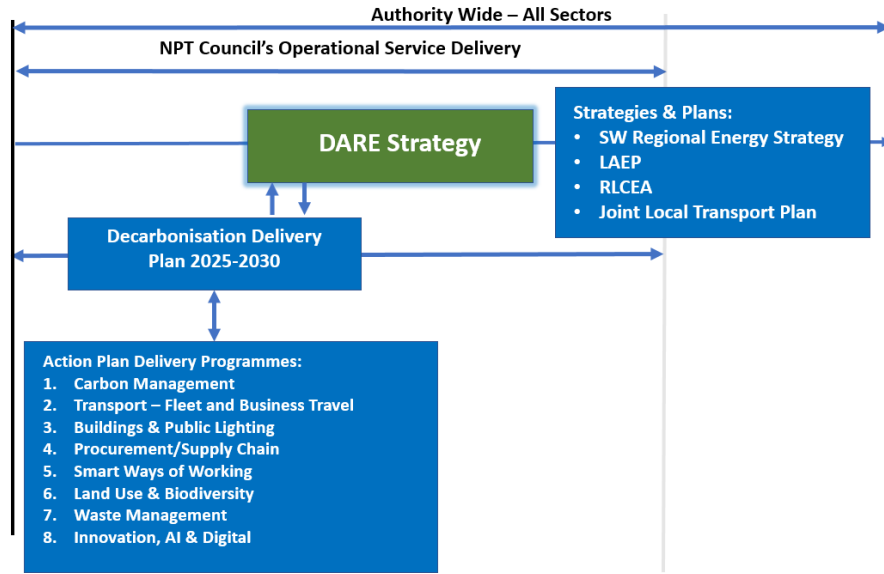 Authority Wide – All Sectors
NPT Council's Operational Service Delivery
DARE Strategy
Strategies & Plans:
• SW Regional Energy Strategy
• LAEP
• RLCEA
• Joint Local Transport Plan
Decarbonisation Delivery
Plan 2025-2030
Action Plan Delivery Programmes:
1. Carbon Management
2. Transport – Fleet and Business Travel
3. Buildings & Public Lighting
4. Procurement/Supply Chain
5. Smart Ways of Working
6. Land Use & Biodiversity
7. Waste Management
8. Innovation, AI & Digital